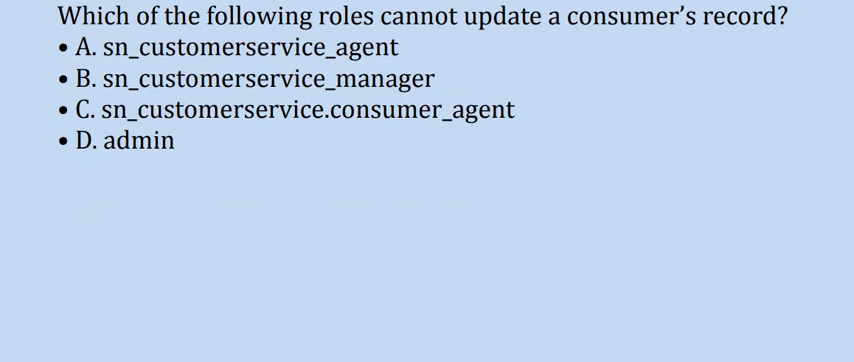 Which of the following roles cannot update a consumer’s record?
• A. sn_customerservice_agent
• B. sn_customerservice_manager
• C. sn_customerservice.consumer_agent
• D. admin